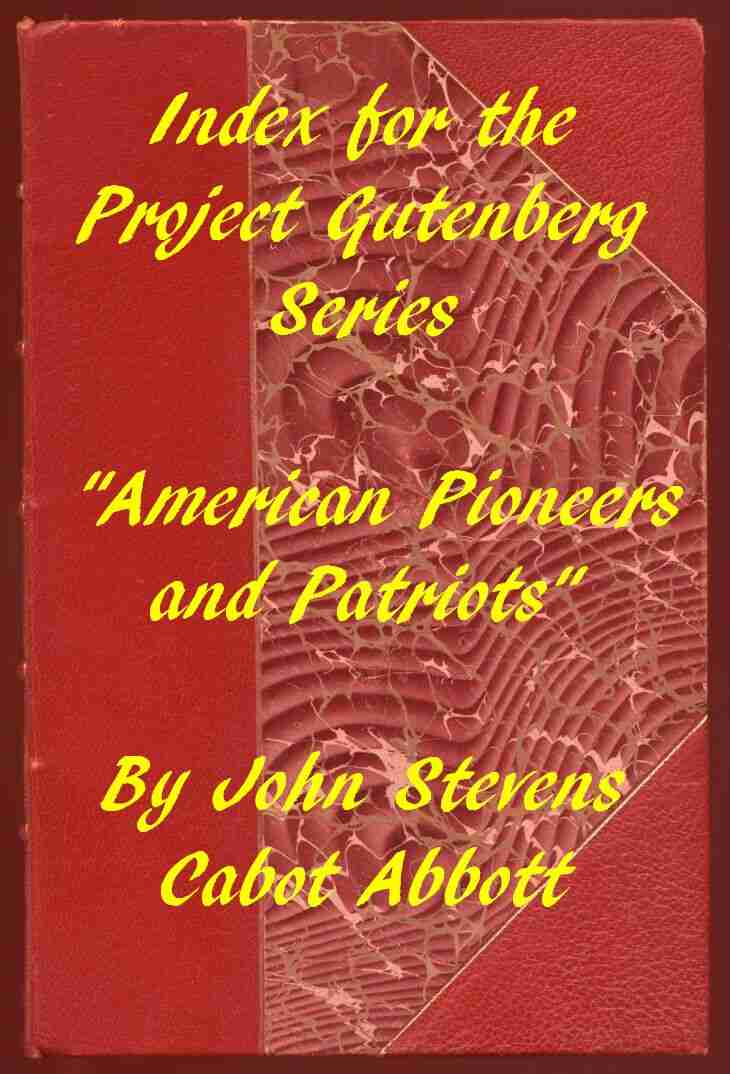 Index for the
Project Gutenberg
Series
"American Pioneers
and Patriots"
By John Stevens
Cabot Abbott